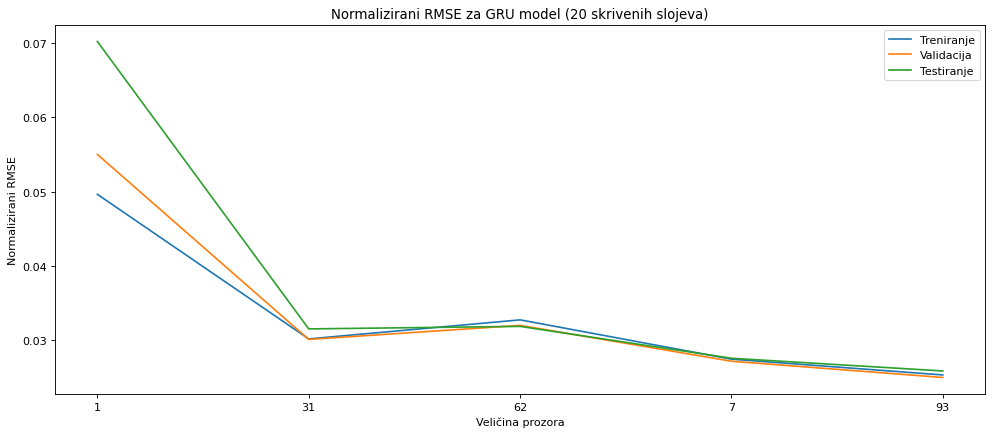 Normalizirani RMSE za GRU model (20 skrivenih slojeva)
Treniranje
Validacija
Testiranje
Normalizirani RMSE
0.07
0.06
0.05
0.04
0.03
1 31 62 7 93
Veličina prozora